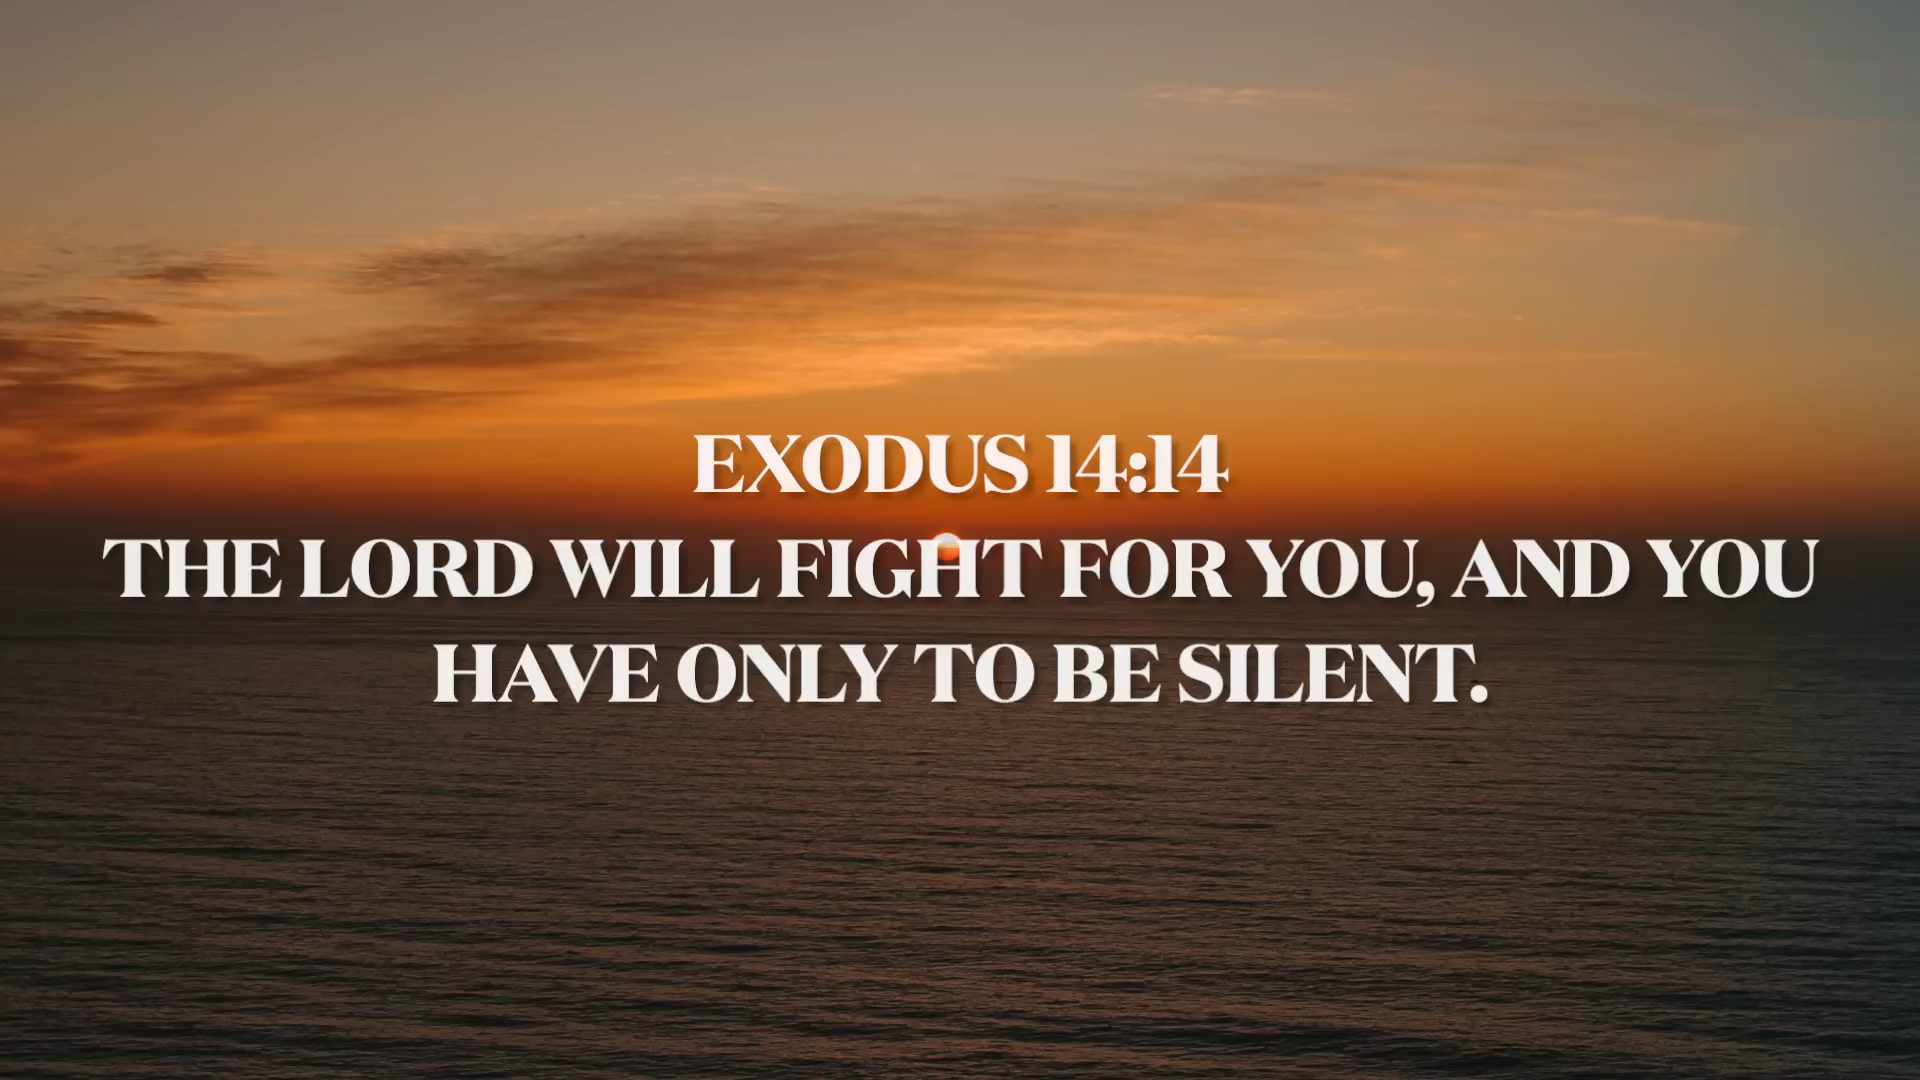 EXODUS 14:14
THE LORD WILL FIGHT FOR YOU, AND YOU
HAVE ONLY TO BE SILENT.